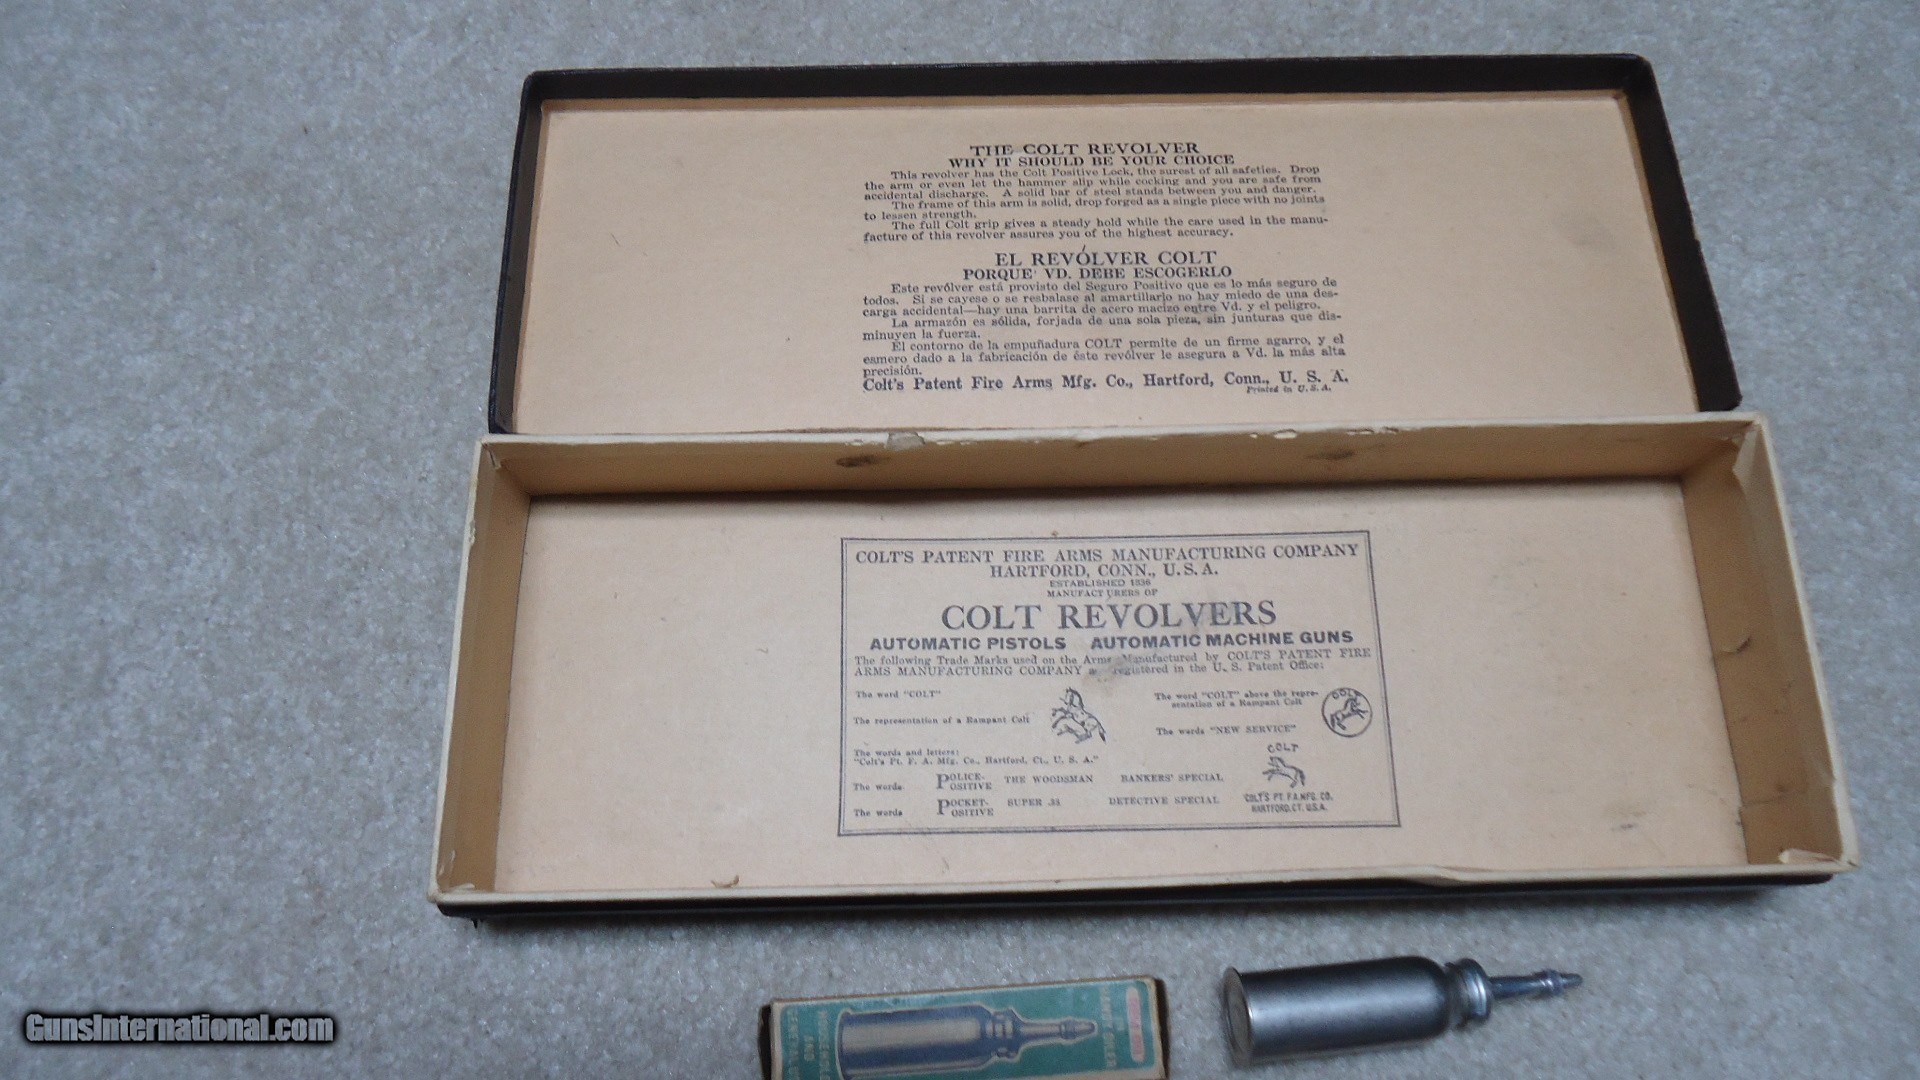 THE COLT REVOLVER
WHY IT SHOULD BE YOUR CHOICE
This revolver has the Colt Positive Lock, the surest of all safeties. Drop
the arm or even let the hammer slip while cocking and you are safe from
accidental discharge. A solid bar of steel stands between you and danger.
The frame of this arm is solid, drop forged as a single piece with no joints
to lessen strength.
The full Colt grip gives a steady hold while the care used in the manu-
facture of this revolver assures you of the highest accuracy.
EL REVÓLVER COLT
PORQUE VD. DEBE ESCOGERLO
Este revólver está provisto del Seguro Positivo que es lo más seguro de
todos. Si se cayese o se resbalase al amartillarlo no hay miedo de una des-
carga accidental—hay una barrita de acero macizo entre Vd. y el peligro.
La armazón es sólida, forjada de una sola pieza, sin junturas que dis-
minuyen la fuerza.
El contorno de la empuñadura COLT permite de un firme agarro, y el
esmero dado a la fabricación de éste revólver le asegura a Vd. la más alta
precisión.
Colt's Patent Fire Arms Mfg. Co., Hartford, Conn., U. S. A.
Printed in U. S. A.
COLT'S PATENT FIRE ARMS MANUFACTURING COMPANY
HARTFORD, CONN., U. S. A.
ESTABLISHED 1836
MANUFACTURERS OF
COLT REVOLVERS
AUTOMATIC PISTOLS AUTOMATIC MACHINE GUNS
The following Trade Marks used on the Arms Manufactured by COLT'S PATENT FIRE
ARMS MANUFACTURING COMPANY registered in the U. S. Patent Office:
The word "COLT"
The representation of a Rampant Colt
The word "COLT" above the repre-
sentation of a Rampant Colt
COLT
The words "NEW SERVICE"
The words and letters:
"Colt's Pt. F. A. Mfg. Co., Hartford, Ct., U. S. A."
COLT
The words POLICE-POSITIVE THE WOODSMAN BANKERS' SPECIAL
The words POCKET-POSITIVE SUPER .38 DETECTIVE SPECIAL
COLT'S PT. F.A. MFG. CO.
HARTFORD, CT. U.S.A.
GunsInternational.com